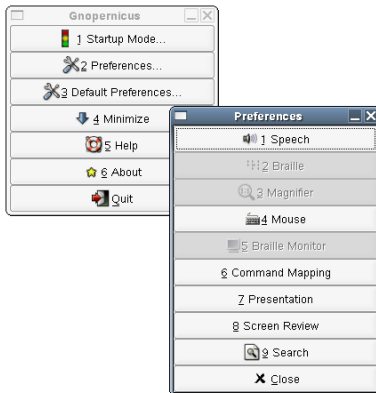 Gnopernicus
1 Startup Mode...
2 Preferences...
3 Default Preferences...
4 Minimize
5 Help
6 About
Quit
Preferences
1 Speech
2 Braille
3 Magnifier
4 Mouse
5 Braille Monitor
6 Command Mapping
7 Presentation
8 Screen Review
9 Search
Close